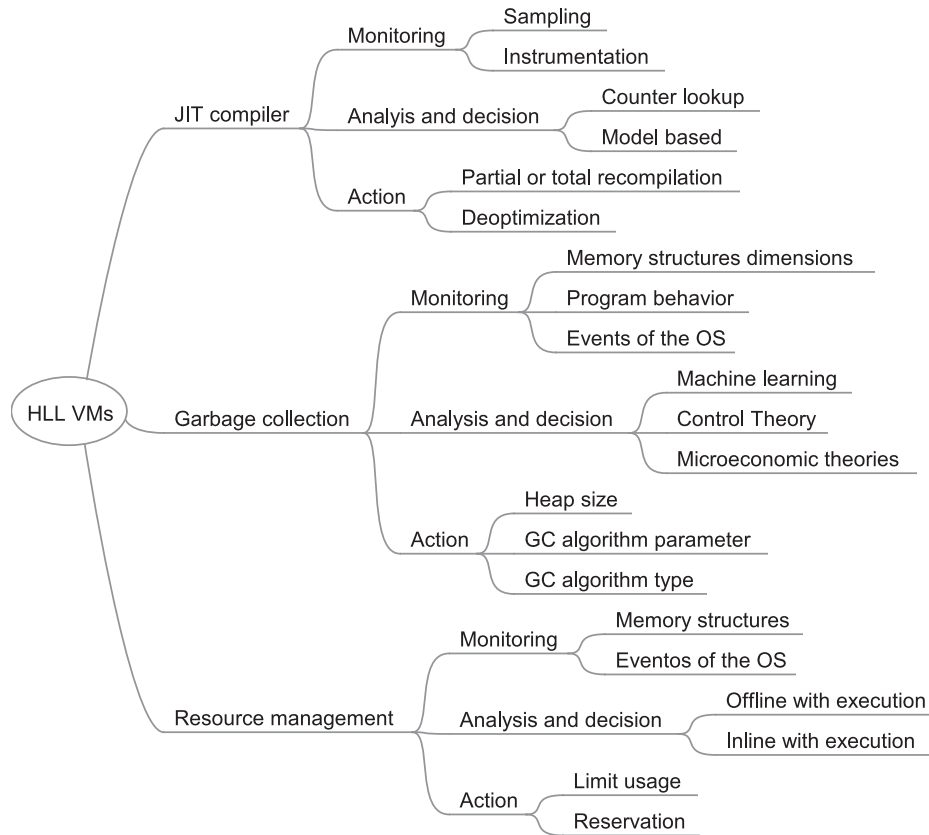 Sampling
Monitoring
Instrumentation
Counter lookup
JIT compiler
Analyis and decision
Model based
Partial or total recompilation
Action
Deoptimization
Memory structures dimensions
Monitoring
Program behavior
Events of the OS
Machine learning
HLL VMs
Garbage collection
Analysis and decision
Control Theory
Microeconomic theories
Heap size
Action
GC algorithm parameter
GC algorithm type
Memory structures
Monitoring
Eventos of the OS
Offline with execution
Resource management
Analysis and decision
Inline with execution
Limit usage
Action
Reservation